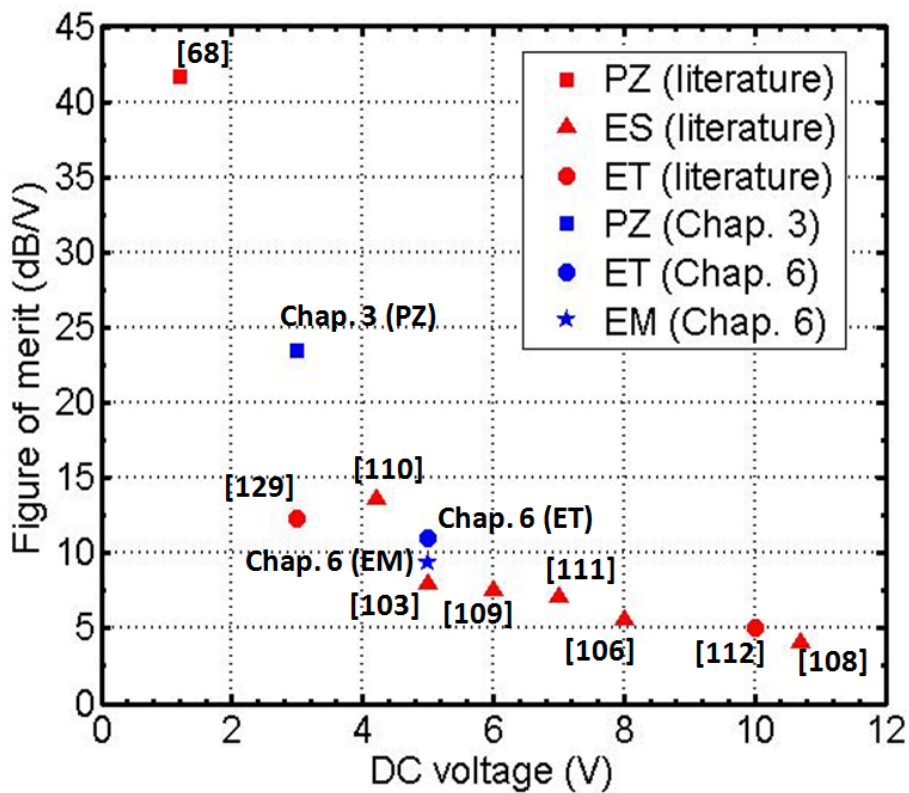 45
40
35
30
25
20
15
10
5
0
0 2 4 6 8 10 12
Figure of merit (dB/V)
DC voltage (V)
PZ (literature)
ES (literature)
ET (literature)
PZ (Chap. 3)
ET (Chap. 6)
EM (Chap. 6)
[68]
Chap. 3 (PZ)
[129]
[110]
Chap. 6 (ET)
Chap. 6 (EM)
[103]
[109]
[111]
[106]
[112]
[108]